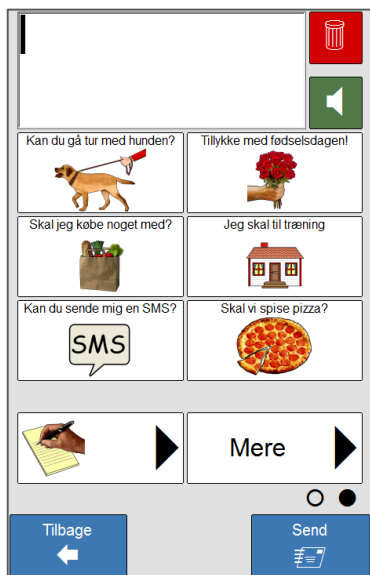 Kan du gå tur med hunden?
Tillykke med fødselsdagen!
Skal jeg købe noget med?
Jeg skal til træning
Kan du sende mig en SMS?
Skal vi spise pizza?
SMS
Mere
Tilbage
Send